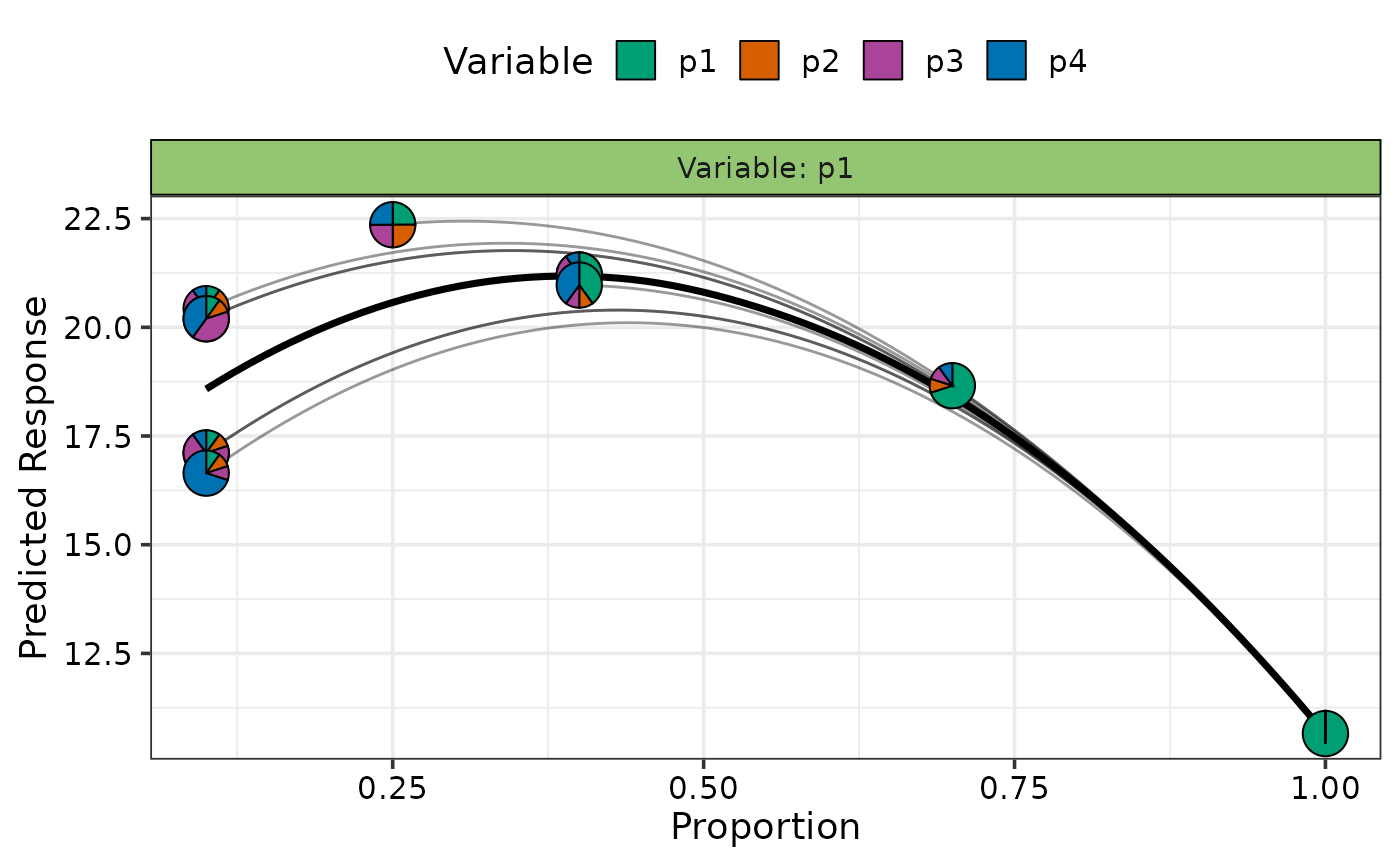 Variable p1 p2 p3 p4
Variable: p1
22.5
20.0
17.5
15.0
12.5
Predicted Response
0.25 0.50 0.75 1.00
Proportion